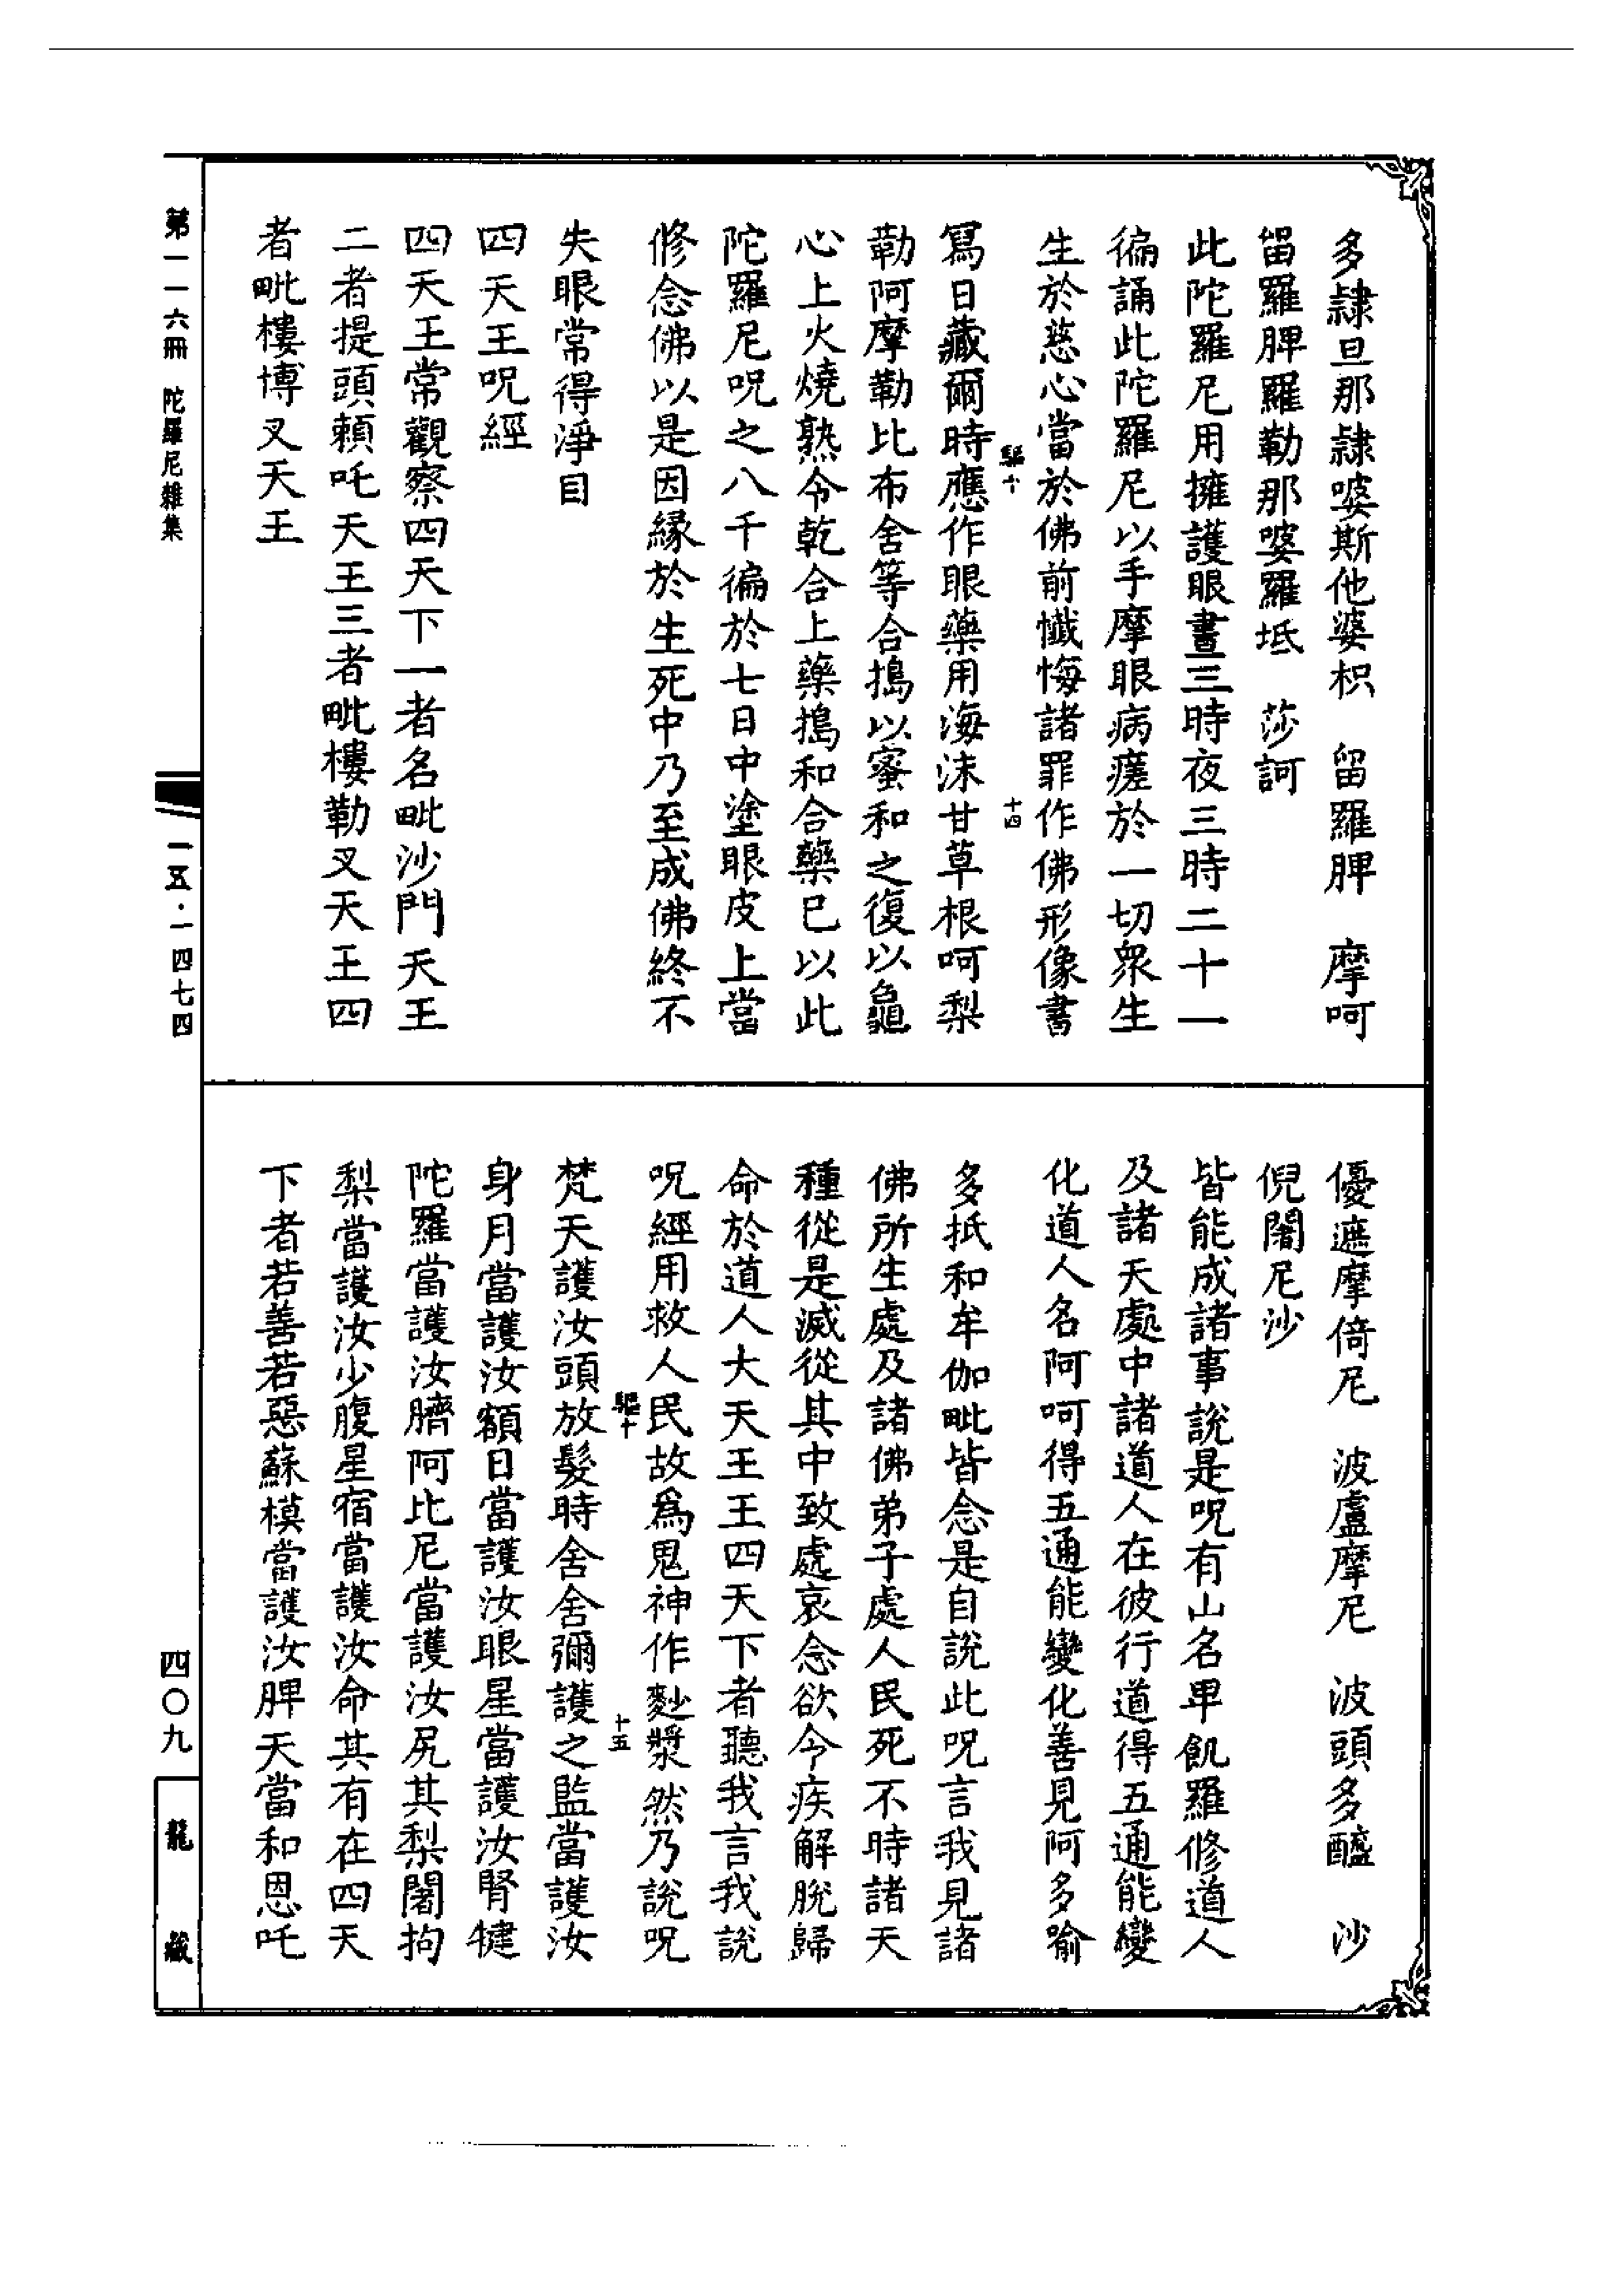 多隷旦那隷婆斯他婆枳　留羅脾　摩呵
留羅脾羅勒那婆羅坻　莎訶
此陀羅尼用擁護眼晝三時夜三時二十一
徧誦此陀羅尼以手摩眼病瘥於一切衆生
生於慈心當於佛前懺悔諸罪作佛形像書
驅十　十四
寫日藏爾時應作眼藥用海沫甘草根呵梨
勒阿摩勒比布舍等合搗以蜜和之復以龜
心上火燒熟令乾合上藥搗和合藥已以此
陀羅尼呪之八千徧於七日中塗眼皮上當
修念佛以是因緣於生死中乃至成佛終不
失眼常得淨目
四天王呪經
四天王常觀察四天下一者名毗沙門天王
二者提頭賴吒天王三者毗樓勒叉天王四
者毗樓博叉天王
優遮摩倚尼　波盧摩尼　波頭多醯　沙
倪闍尼沙
皆能成諸事說是呪有山名甲飢羅修道人
及諸天處中諸道人在彼行道得五通能變
化道人名阿呵得五通能變化善見阿多喻
多抵和牟伽毗皆念是自說此呪言我見諸
佛所生處及諸佛弟子處人民死不時諸天
種從是滅從其中致處哀念欲令疾解脫歸
命於道人大天王王四天下者聽我言我說
呪經用救人民故爲鬼神作麨漿然乃說呪
驅十　十五
梵天護汝頭放髮時舍舍彌護之監當護汝
身月當護汝額日當護汝眼星當護汝腎犍
陀羅當護汝臍阿比尼當護汝尻其梨闍拘
梨當護汝少腹星宿當護汝命其有在四天
下者若善若惡蘇模當護汝脾天當和恩吒
第一一六冊　陀羅尼雜集
一五·一四七四
四〇九
龍藏